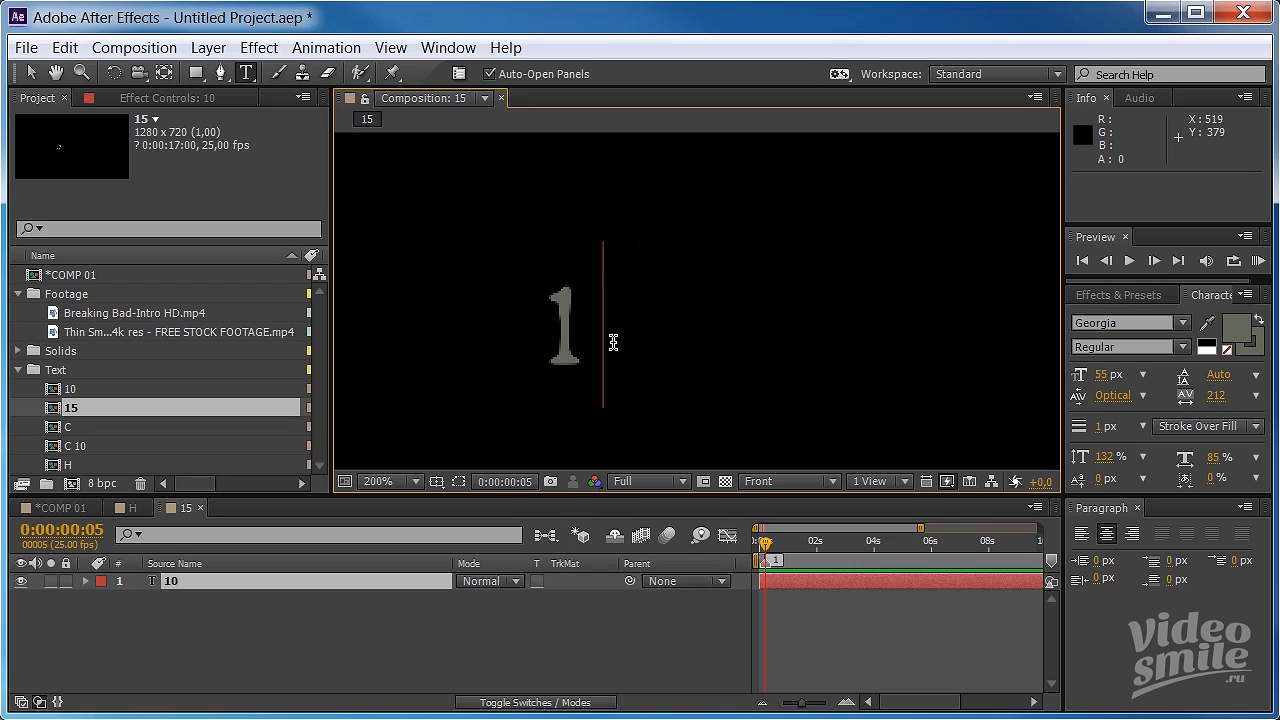 Ae Adobe After Effects - Untitled Project.aep *
File Edit Composition Layer Effect Animation View Window Help
T Auto-Open Panels Workspace: Standard Search Help
Project Effect Controls: 10 Composition: 15 Info Audio
15
1280 x 720 (1,00)
? 0:00:17:00, 25,00 fps
15
R :
G :
B :
A : 0
X : 519
Y : 379
Preview
Name
*COMP 01
Footage
Breaking Bad-Intro HD.mp4
Thin Sm...4k res - FREE STOCK FOOTAGE.mp4
Solids
Text
10
15
C
C 10
H
8 bpc
1
Effects & Presets Characte
Georgia
Regular
55 px Auto
Optical 212
1 px Stroke Over Fill
132 % 85 %
0 px 0 %
200% 0:00:00:05 Full Front 1 View +0,0
*COMP 01 H 15
0:00:00:05
00005 (25.00 fps)
02s 04s 06s 08s
1
# Source Name Mode T TrkMat Parent
1 T 10 Normal None
Toggle Switches / Modes
Paragraph
0 px 0 px 0 px
0 px 0 px
VIDEO
SMILE
.ru